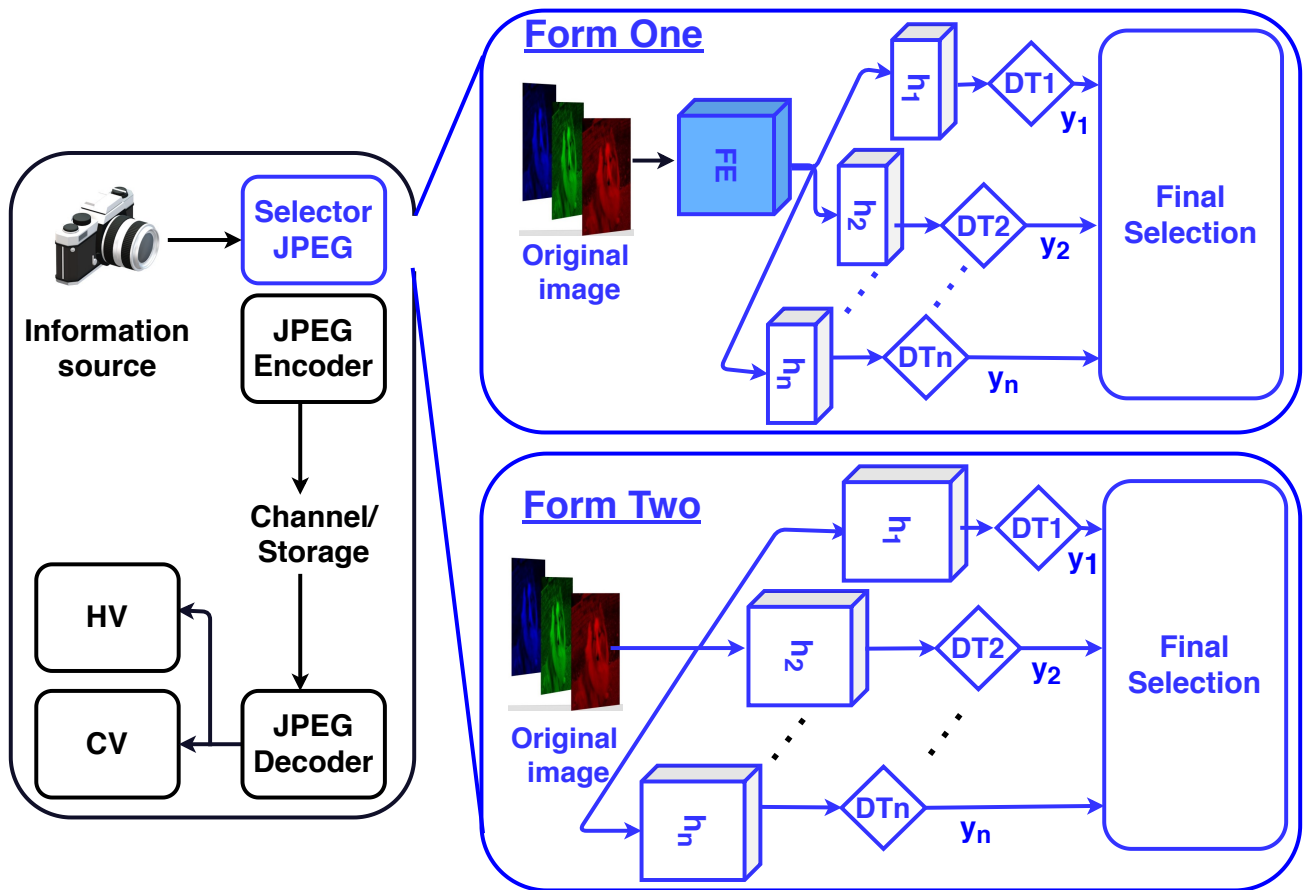 Selector
JPEG
Information
source
JPEG
Encoder
Channel/
Storage
HV
CV
JPEG
Decoder
Form One
Original
image
FE
h1
DT1
y1
h2
DT2
y2
hn
DTn
yn
Final
Selection
Form Two
Original
image
h1
DT1
y1
h2
DT2
y2
hn
DTn
yn
Final
Selection